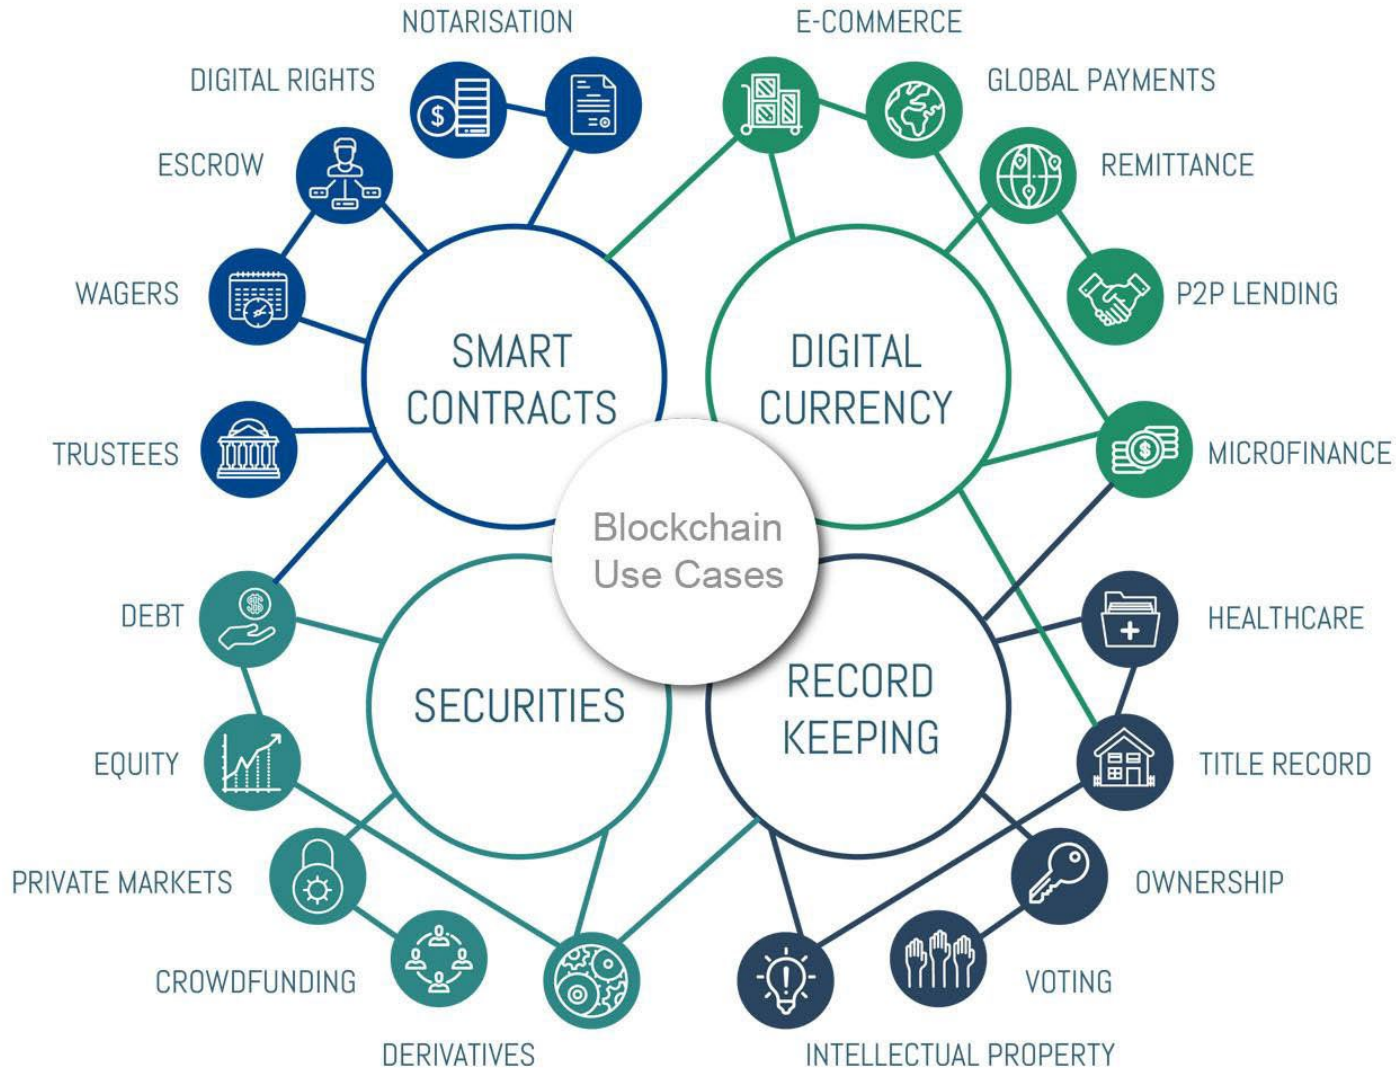 NOTARISATION
E-COMMERCE
DIGITAL RIGHTS
GLOBAL PAYMENTS
ESCROW
REMITTANCE
WAGERS
P2P LENDING
SMART
CONTRACTS
DIGITAL
CURRENCY
TRUSTEES
MICROFINANCE
Blockchain
Use Cases
DEBT
HEALTHCARE
SECURITIES
RECORD
KEEPING
EQUITY
TITLE RECORD
PRIVATE MARKETS
OWNERSHIP
CROWDFUNDING
VOTING
DERIVATIVES
INTELLECTUAL PROPERTY